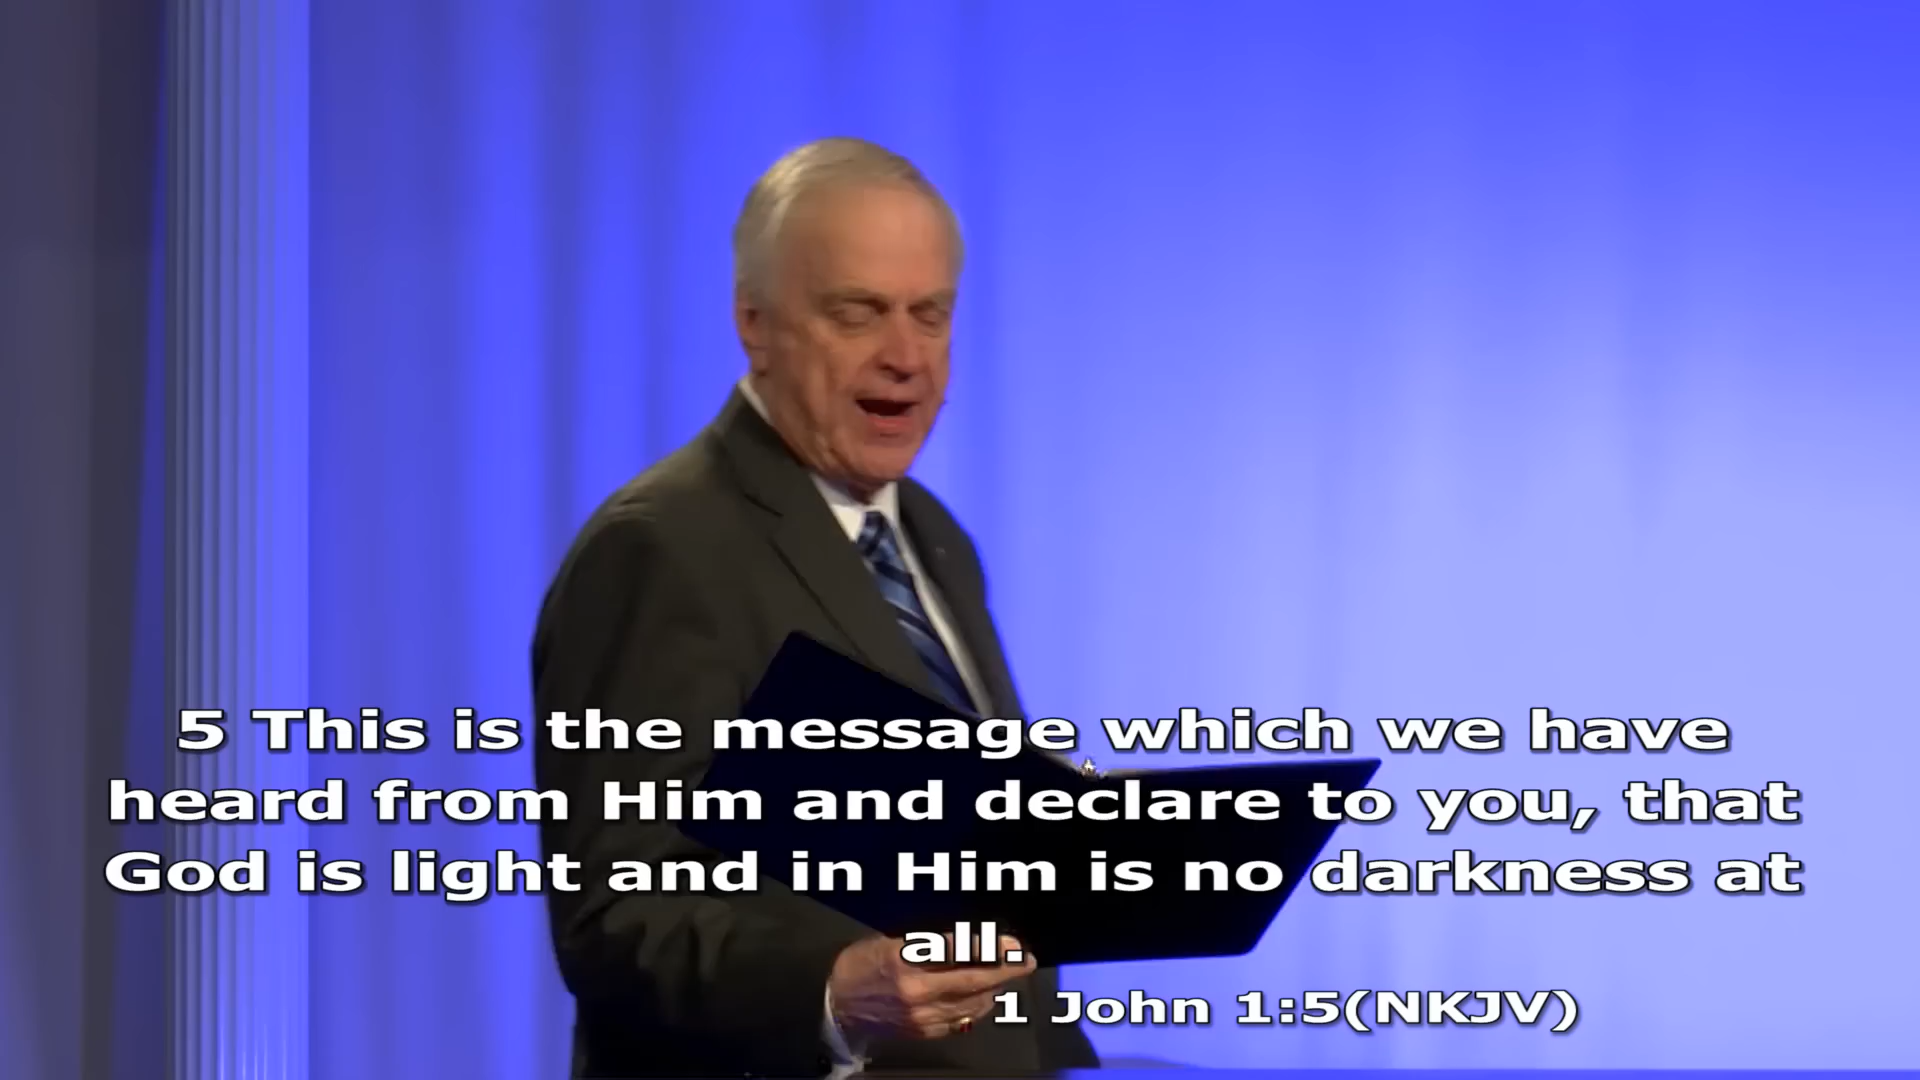 5 This is the message which we have
heard from Him and declare to you, that
God is light and in Him is no darkness at
all.
1 John 1:5(NKJV)